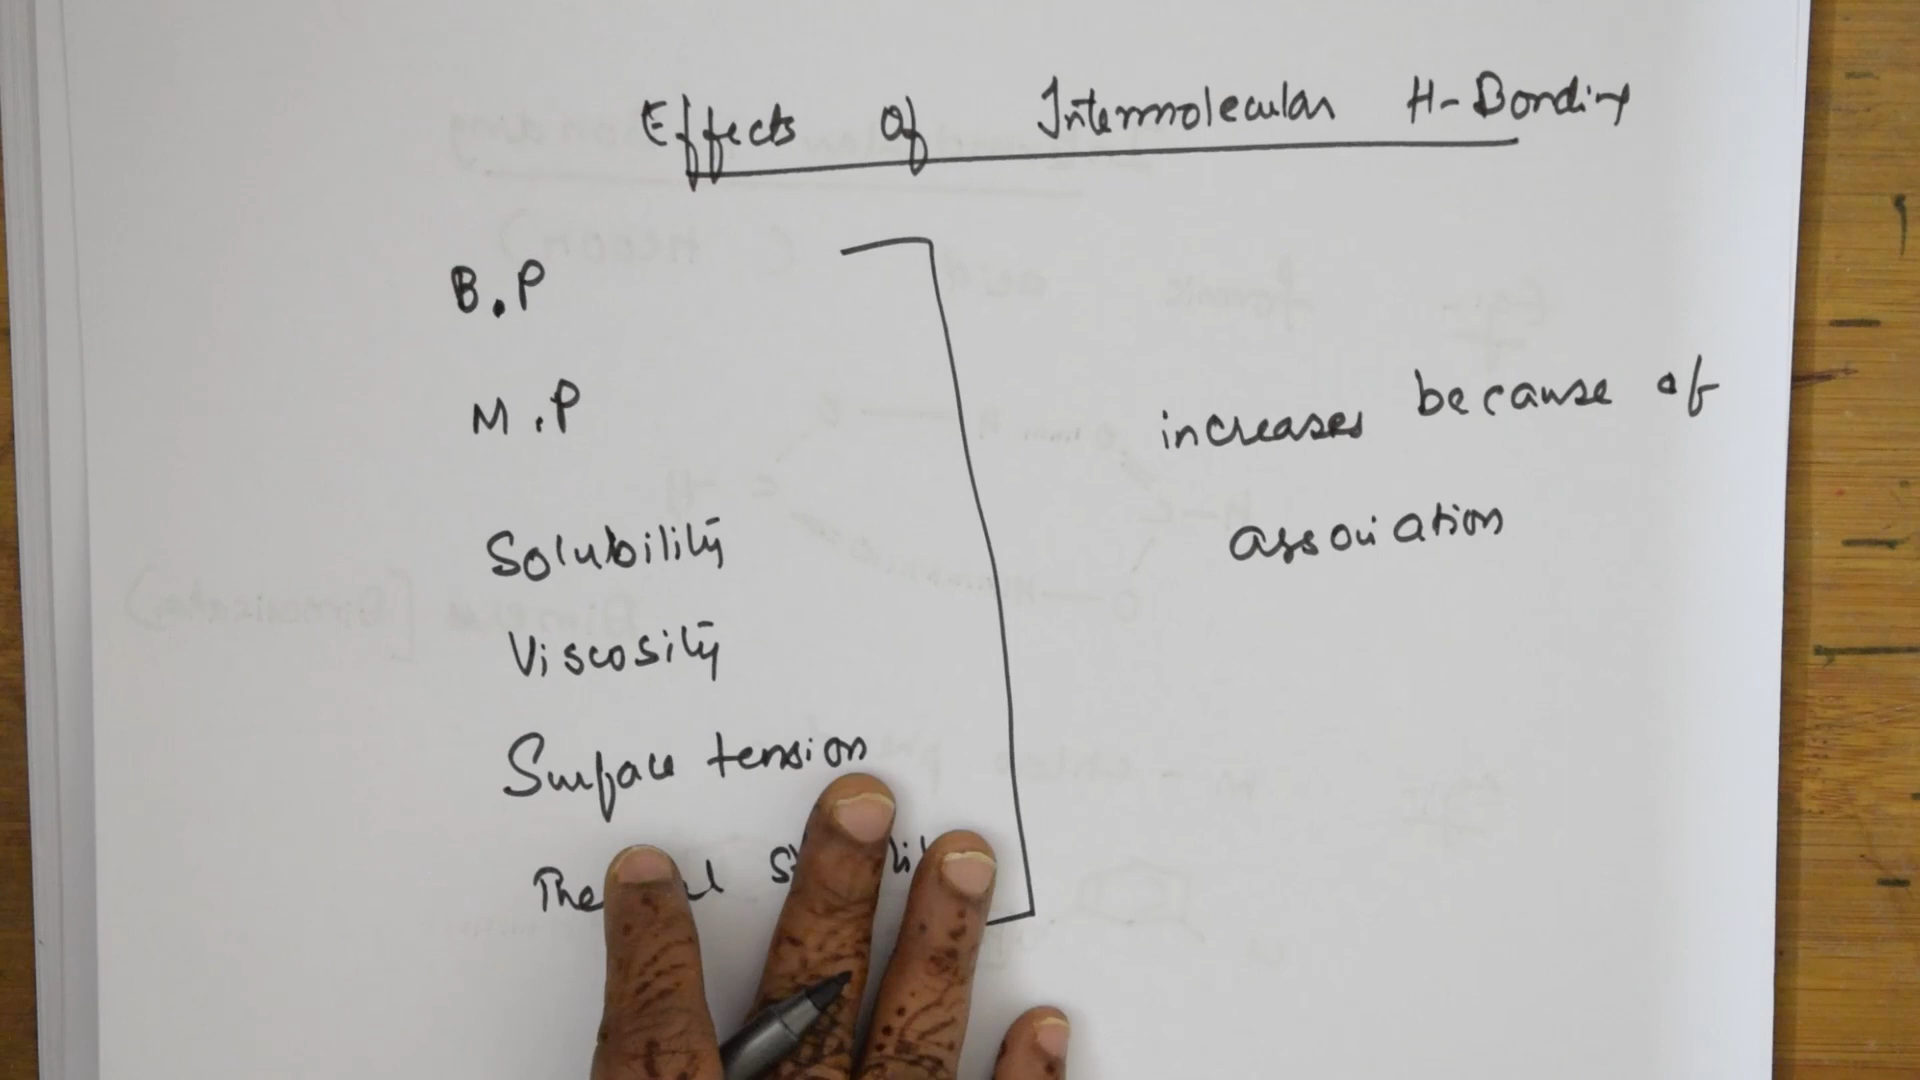 Effects of Intermolecular H-Bonding
B.P
M.P
increases because of
association
Solubility
Viscosity
Surface tension